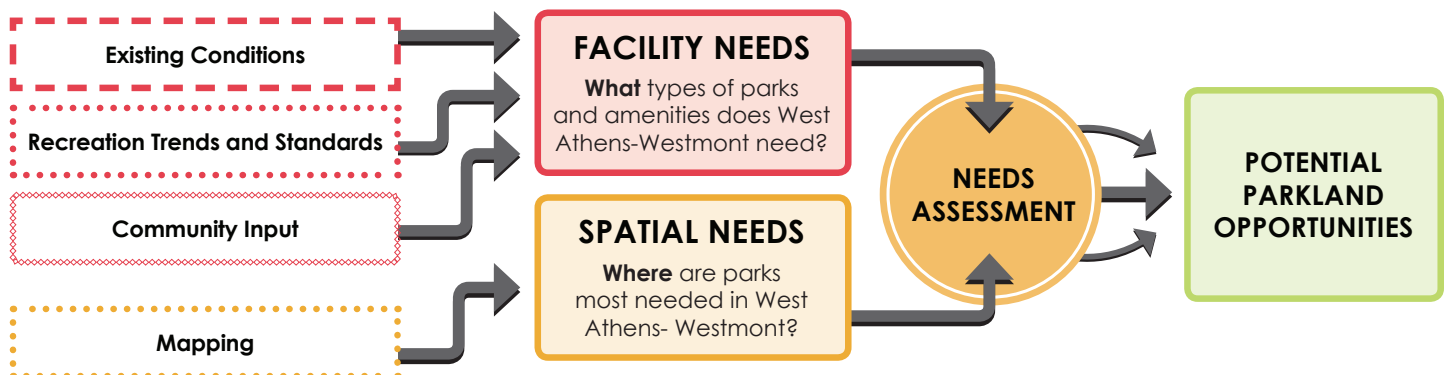 Existing Conditions
Recreation Trends and Standards
Community Input
Mapping
FACILITY NEEDS
What types of parks
and amenities does West
Athens-Westmont need?
SPATIAL NEEDS
Where are parks
most needed in West
Athens- Westmont?
NEEDS
ASSESSMENT
POTENTIAL
PARKLAND
OPPORTUNITIES